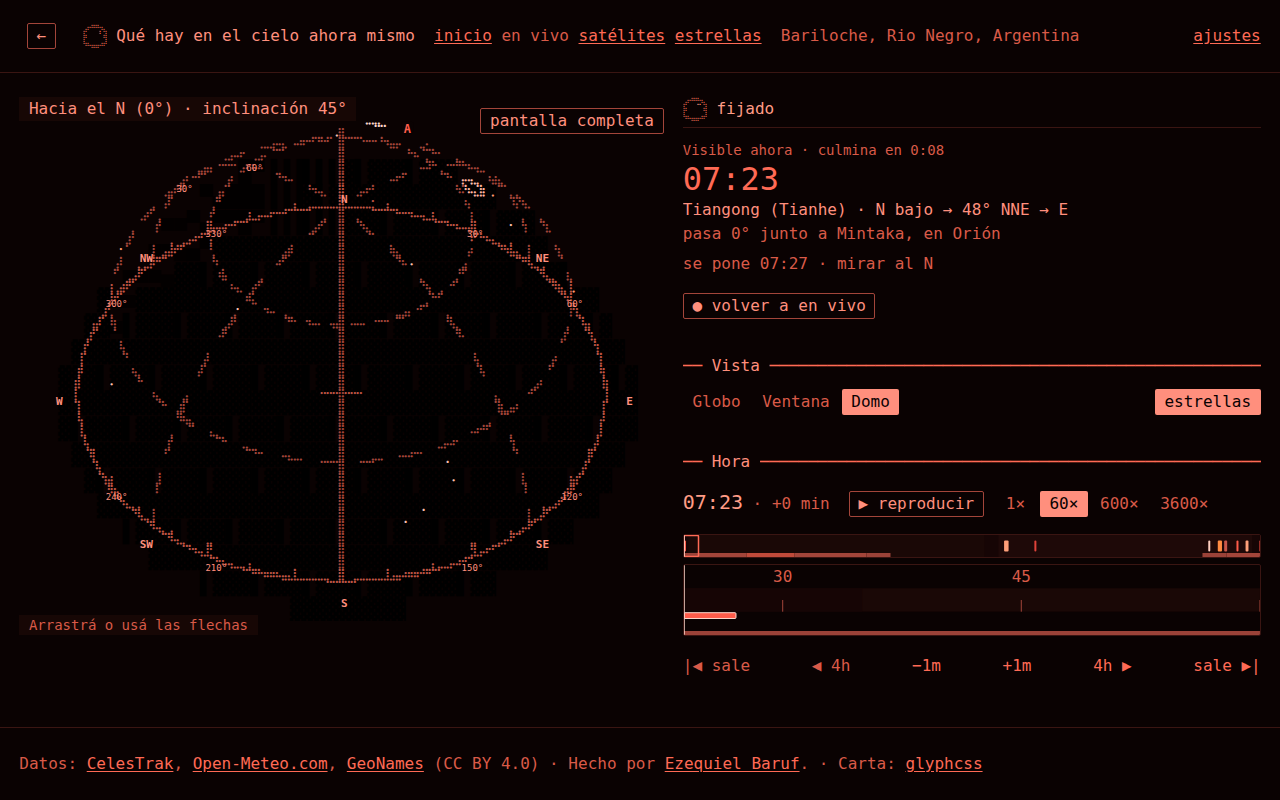 ← Qué hay en el cielo ahora mismo inicio en vivo satélites estrellas Bariloche, Rio Negro, Argentina ajustes
Hacia el N (0°) · inclinación 45°
pantalla completa
A
60°
30°
N
330°
30°
NW
NE
300°
60°
W
E
240°
120°
SW
SE
210°
150°
S
Arrastrá o usá las flechas
fijado
Visible ahora · culmina en 0:08
07:23
Tiangong (Tianhe) · N bajo → 48° NNE → E
pasa 0° junto a Mintaka, en Orión
se pone 07:27 · mirar al N
● volver a en vivo
Vista
Globo Ventana Domo estrellas
Hora
07:23 · +0 min ▶ reproducir 1× 60× 600× 3600×
30 45
|◀ sale ◀ 4h −1m +1m 4h ▶ sale ▶|
Datos: CelesTrak, Open-Meteo.com, GeoNames (CC BY 4.0) · Hecho por Ezequiel Baruf. · Carta: glyphcss